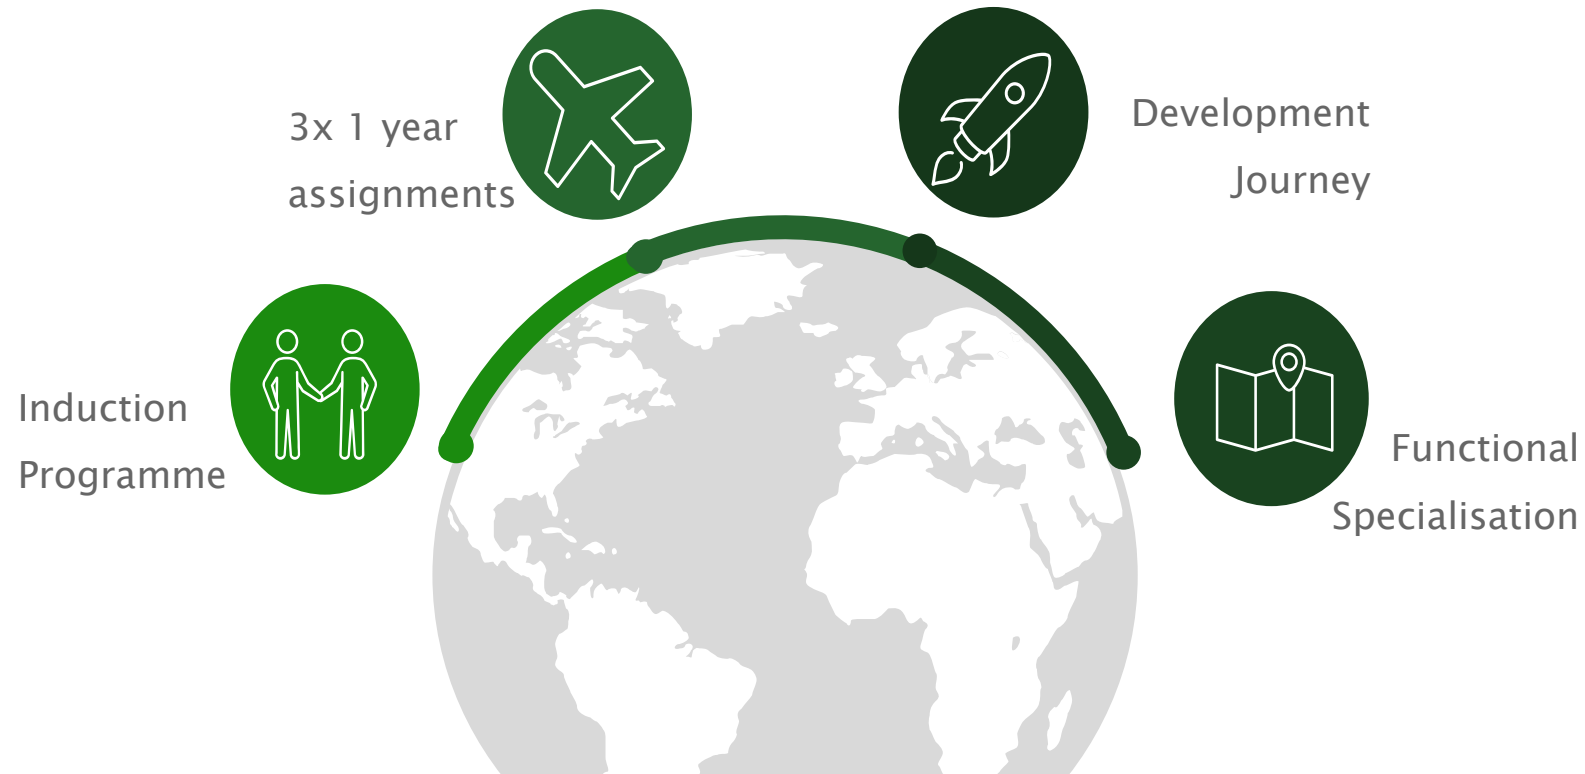 Induction
Programme
3x 1 year
assignments
Development
Journey
Functional
Specialisation